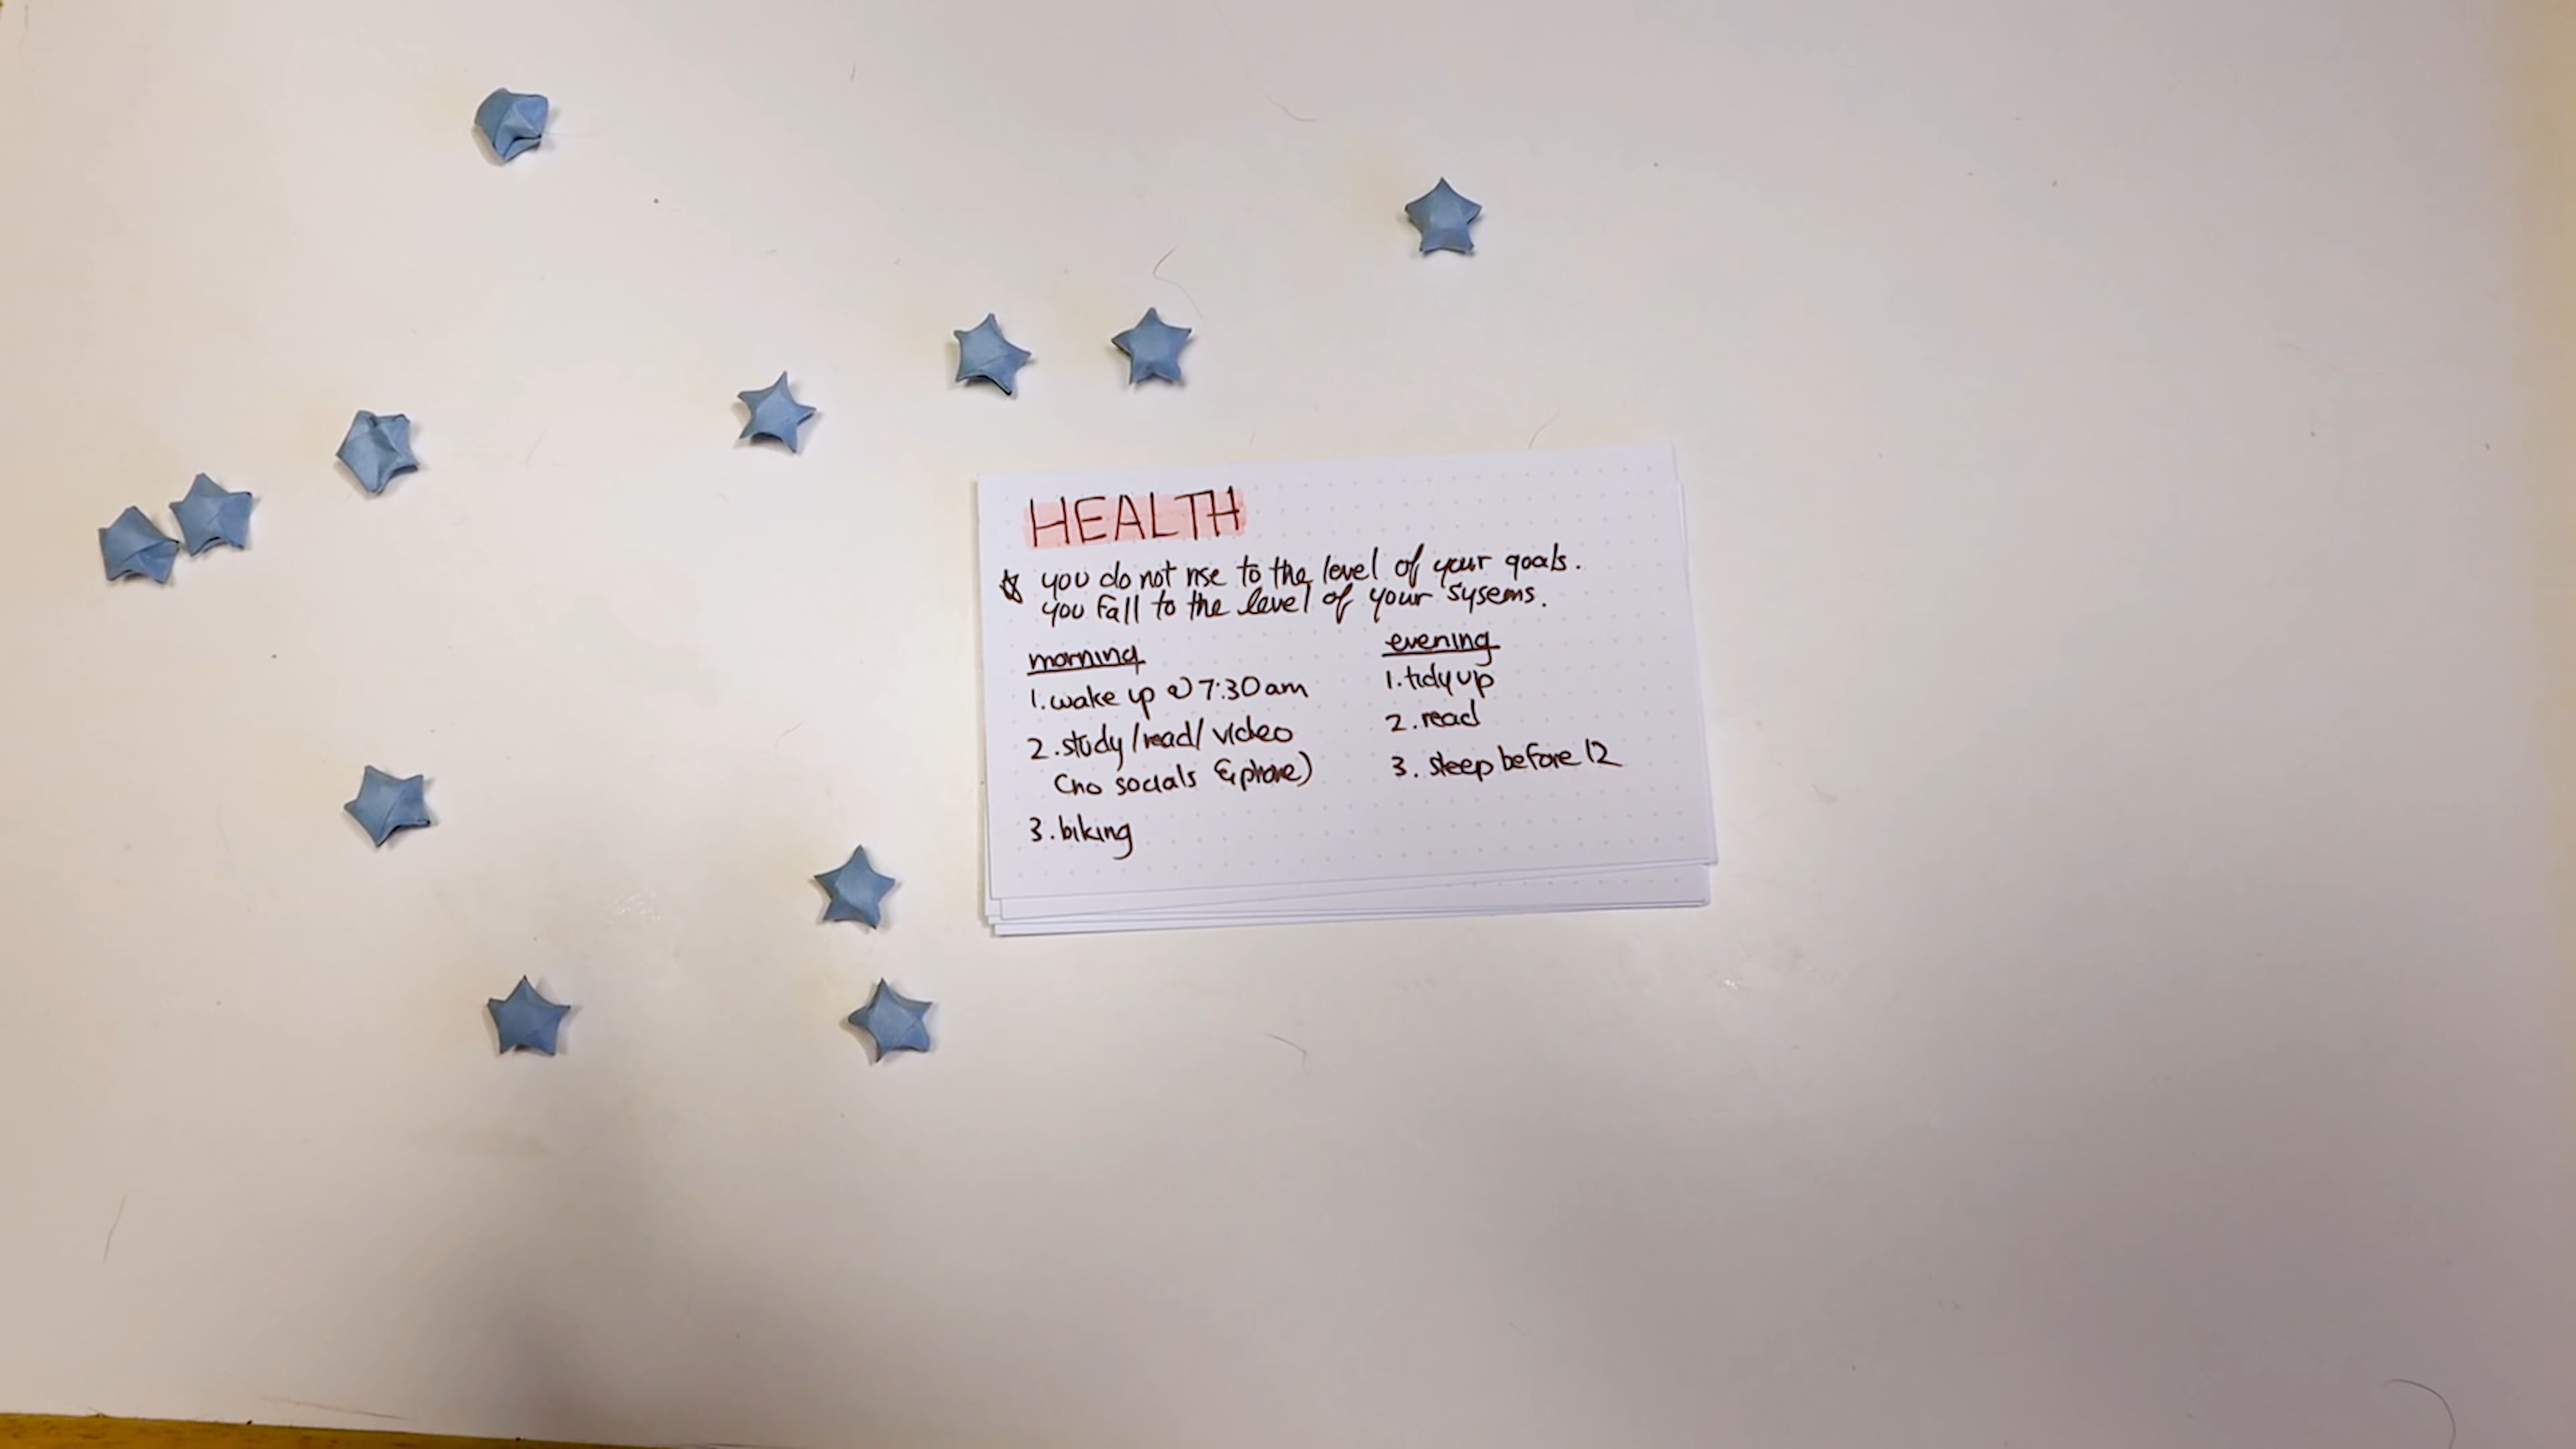 HEALTH
☆ you do not rise to the level of your goals.
you fall to the level of your sysems.
morning
1. wake up @ 7:30 am
2. study / read / video
(no socials & phone)
3. biking
evening
1. tidy up
2. read
3. sleep before 12